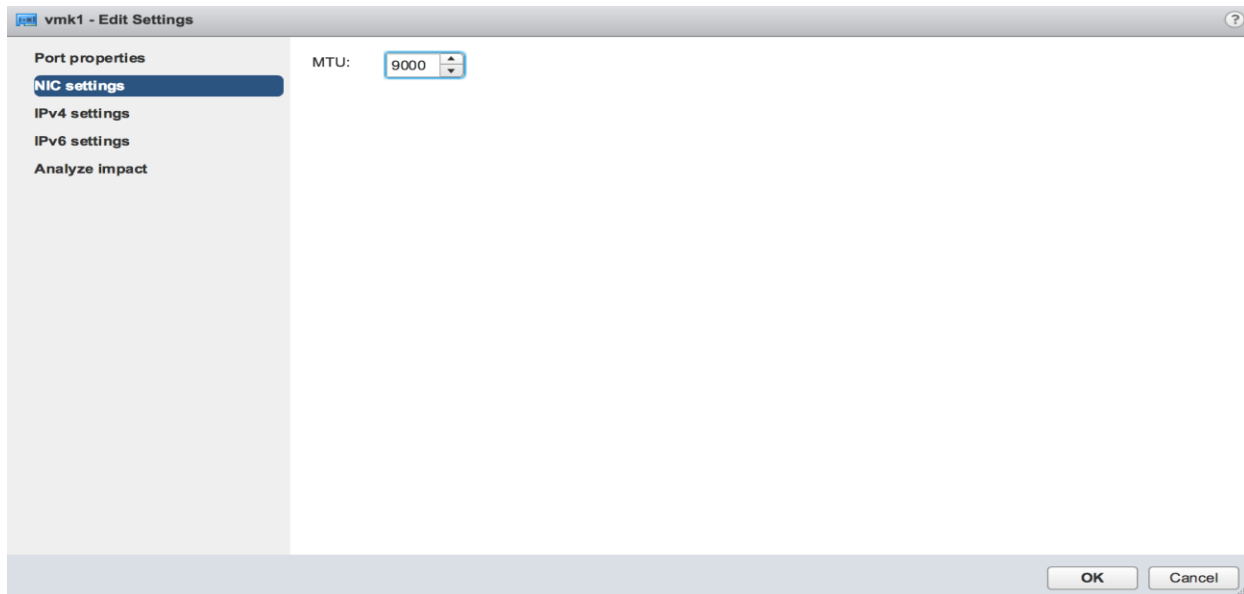 vmk1 - Edit Settings
?
Port properties
NIC settings
IPv4 settings
IPv6 settings
Analyze impact
MTU: 9000
OK Cancel